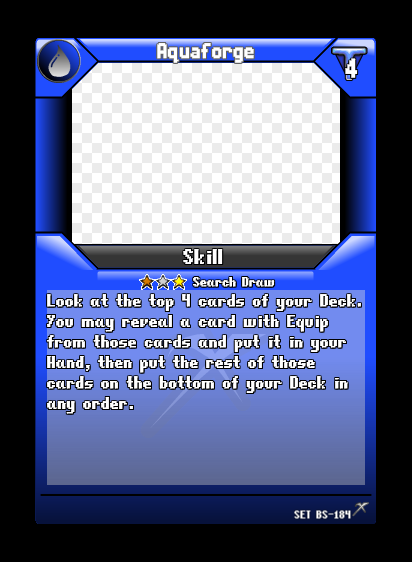 Aquaforge
4
Skill
Search Draw
Look at the top 4 cards of your Deck.
You may reveal a card with Equip
from those cards and put it in your
Hand, then put the rest of those
cards on the bottom of your Deck in
any order.
SET BS-184